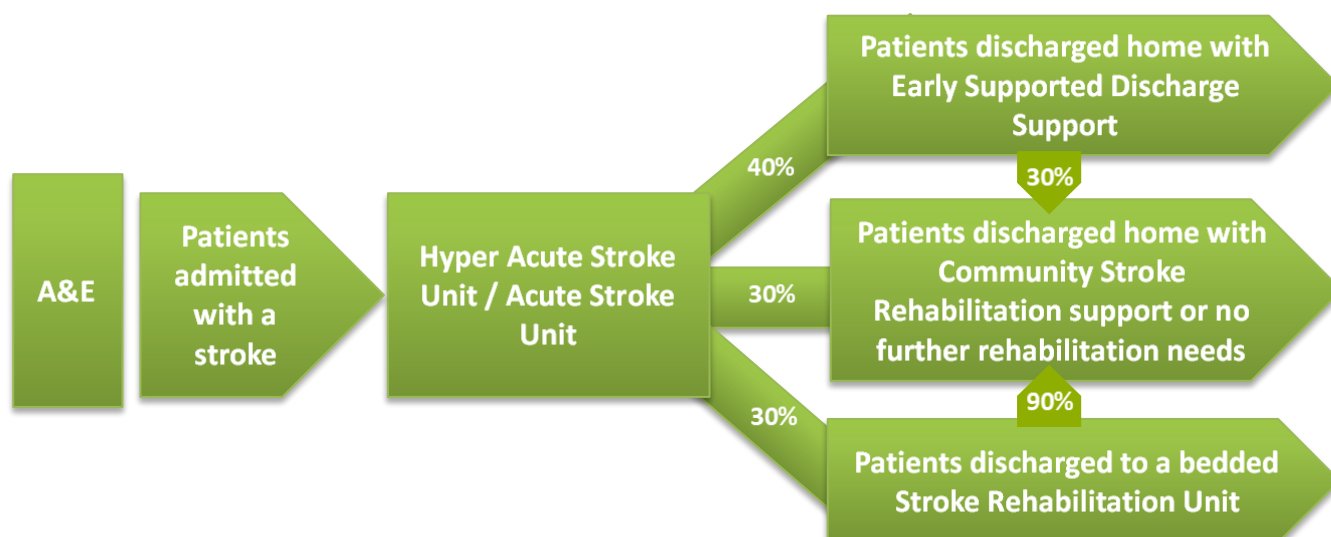 A&E
Patients
admitted
with a
stroke
Hyper Acute Stroke
Unit / Acute Stroke
Unit
40%
30%
30%
Patients discharged home with
Early Supported Discharge
Support
30%
Patients discharged home with
Community Stroke
Rehabilitation support or no
further rehabilitation needs
90%
Patients discharged to a bedded
Stroke Rehabilitation Unit